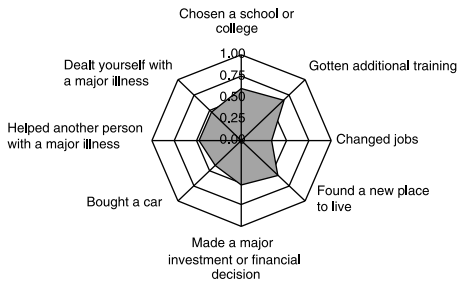 Chosen a school or
college
1.00
0.75
0.50
0.25
0.00
Dealt yourself with
a major illness
Gotten additional training
Helped another person
with a major illness
Changed jobs
Bought a car
Found a new place
to live
Made a major
investment or financial
decision